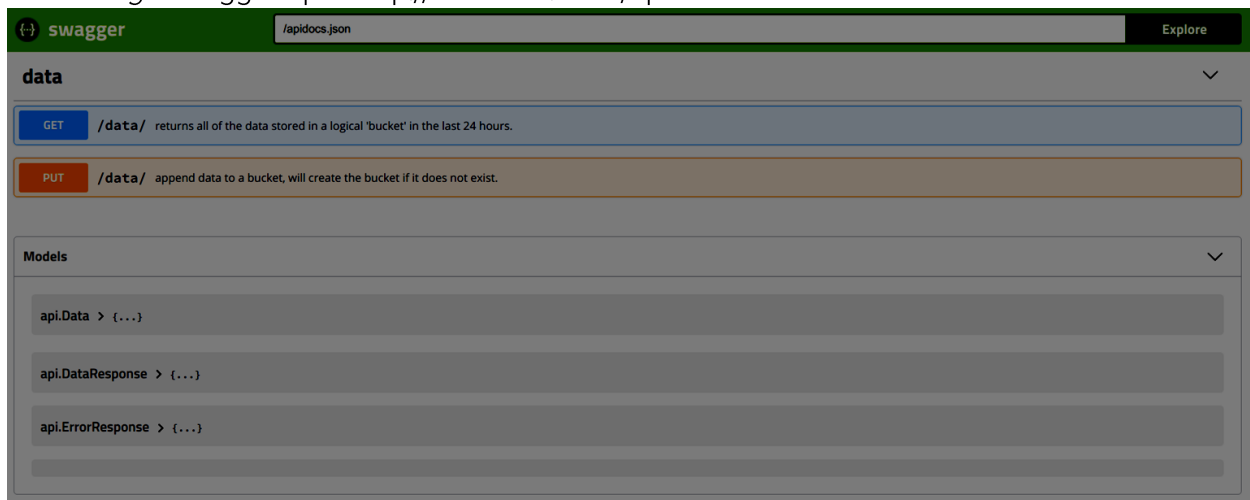 swagger
/apidocs.json
Explore
data
GET /data/ returns all of the data stored in a logical 'bucket' in the last 24 hours.
PUT /data/ append data to a bucket, will create the bucket if it does not exist.
Models
api.Data > {...}
api.DataResponse > {...}
api.ErrorResponse > {...}